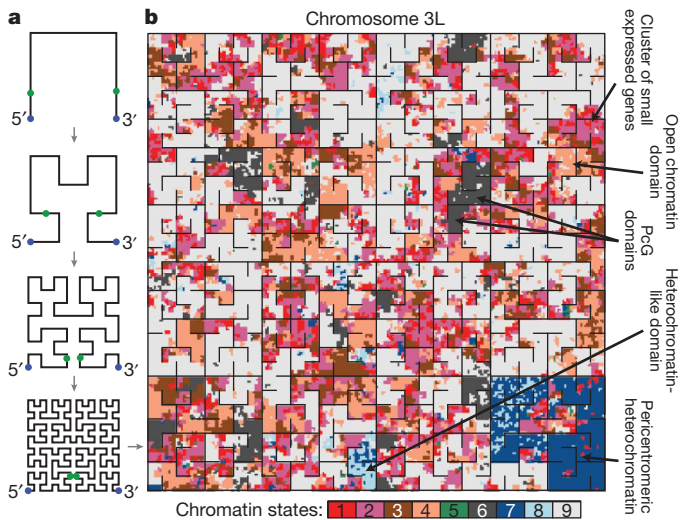 a
b
Chromosome 3L
5′ 3′
5′ 3′
5′ 3′
5′ 3′
Cluster of small
expressed genes
Open chromatin
domain
PcG
domains
Heterochromatin-
like domain
Pericentromeric
heterochromatin
Chromatin states: 1 2 3 4 5 6 7 8 9